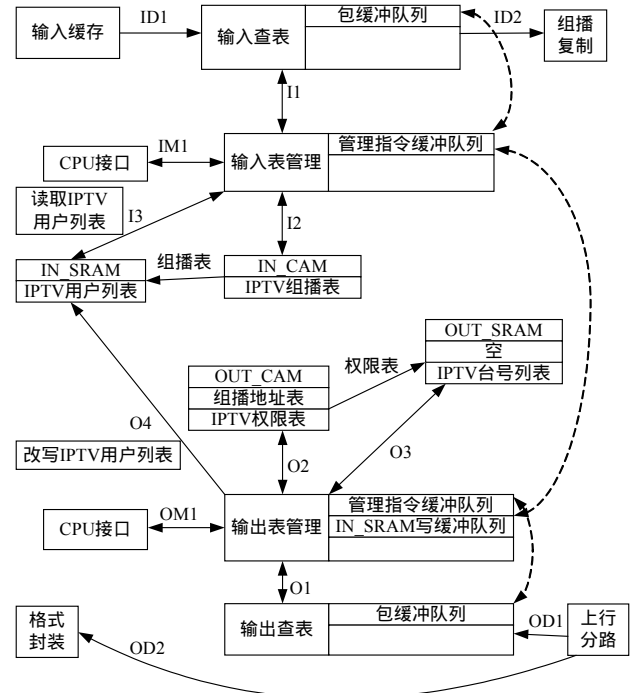 包缓冲队列
输入缓存
ID1
输入查表
ID2
组播
复制
I1
管理指令缓冲队列
CPU接口
IM1
输入表管理
读取IPTV
用户列表
I3
I2
组播表
IN_SRAM
IPTV用户列表
IN_CAM
IPTV组播表
OUT_SRAM
空
IPTV台号列表
权限表
OUT_CAM
组播地址表
IPTV权限表
O4
改写IPTV用户列表
O2
O3
管理指令缓冲队列
IN_SRAM写缓冲队列
CPU接口
OM1
输出表管理
O1
包缓冲队列
输出查表
格式
封装
OD2
OD1
上行
分路